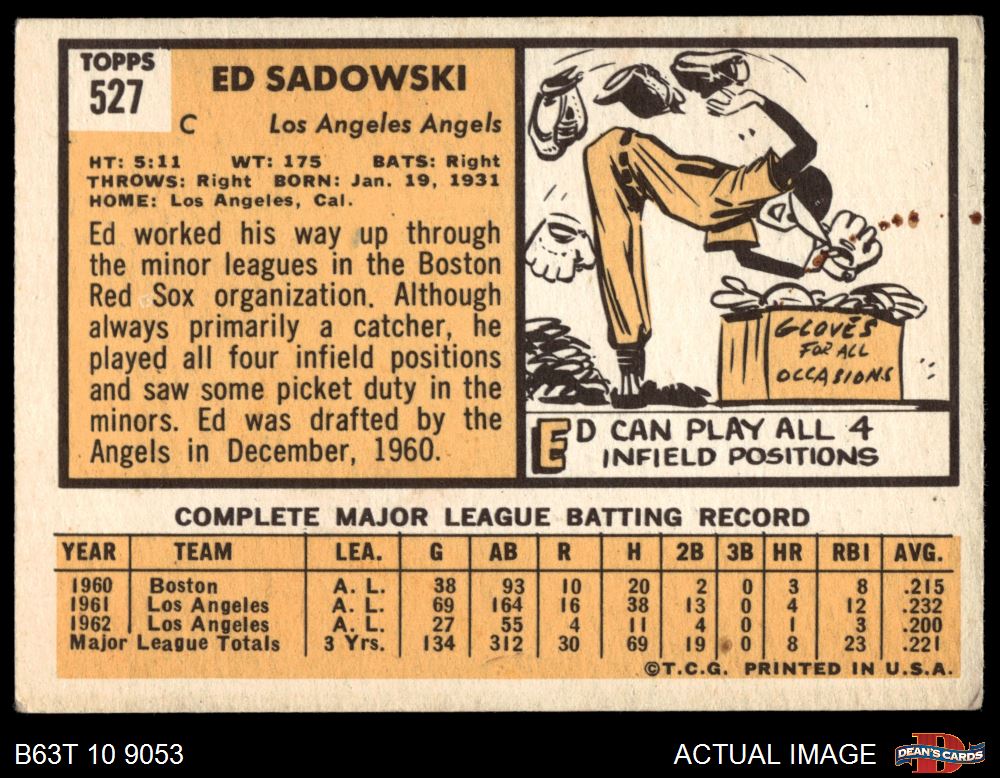 TOPPS
527
ED SADOWSKI
C Los Angeles Angels
HT: 5:11 WT: 175 BATS: Right
THROWS: Right BORN: Jan. 19, 1931
HOME: Los Angeles, Cal.
Ed worked his way up through
the minor leagues in the Boston
Red Sox organization. Although
always primarily a catcher, he
played all four infield positions
and saw some picket duty in the
minors. Ed was drafted by the
Angels in December, 1960.
GLOVES
FOR ALL
OCCASIONS
ED CAN PLAY ALL 4
INFIELD POSITIONS
COMPLETE MAJOR LEAGUE BATTING RECORD
YEAR TEAM LEA. G AB R H 2B 3B HR RBI AVG.
1960 Boston A. L. 38 93 10 20 2 0 3 8 .215
1961 Los Angeles A. L. 69 164 16 38 13 0 4 12 .232
1962 Los Angeles A. L. 27 55 4 11 4 0 1 3 .200
Major League Totals 3 Yrs. 134 312 30 69 19 0 8 23 .221
©T.C.G. PRINTED IN U.S.A.
B63T 10 9053
ACTUAL IMAGE
D
DEAN'S CARDS